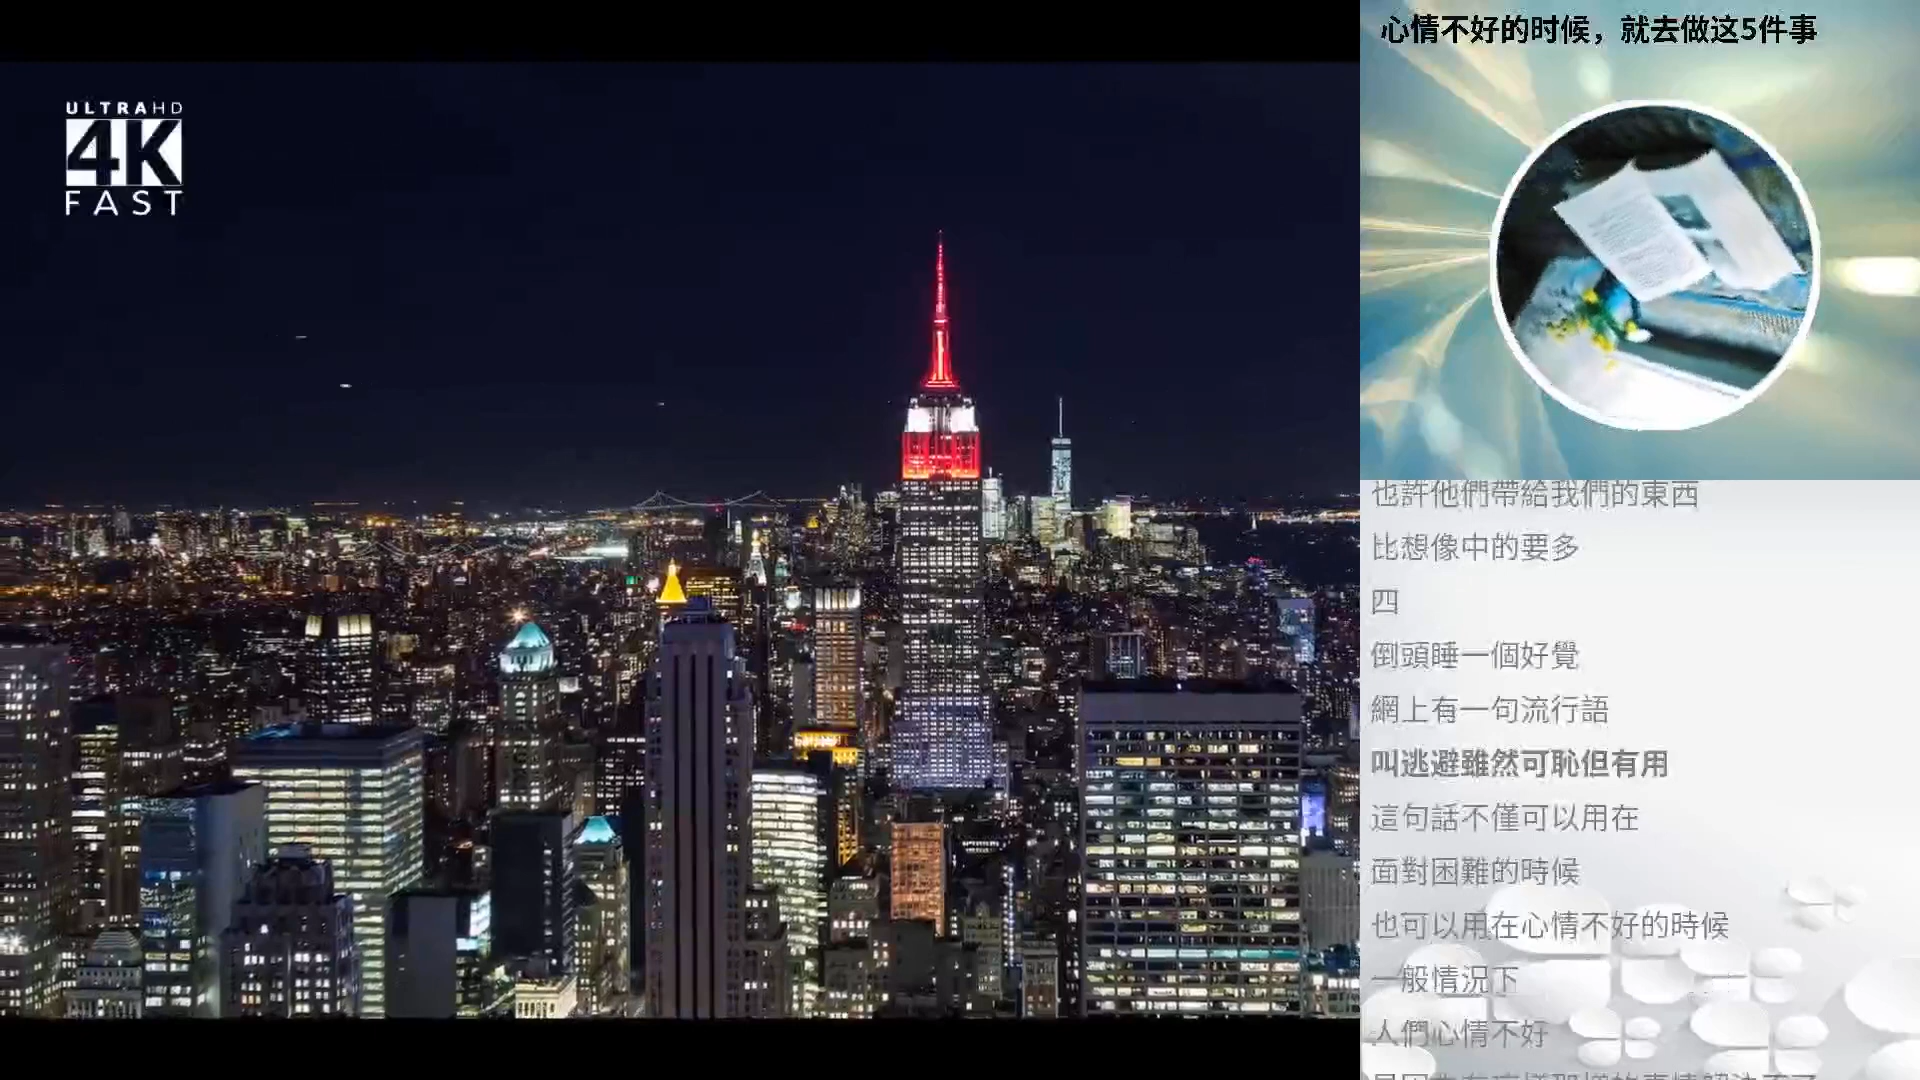 ULTRAHD
4K
FAST
心情不好的时候，就去做这5件事
也許他們帶給我們的東西
比想像中的要多
四
倒頭睡一個好覺
網上有一句流行語
叫逃避雖然可恥但有用
這句話不僅可以用在
面對困難的時候
也可以用在心情不好的時候
一般情況下
人們心情不好